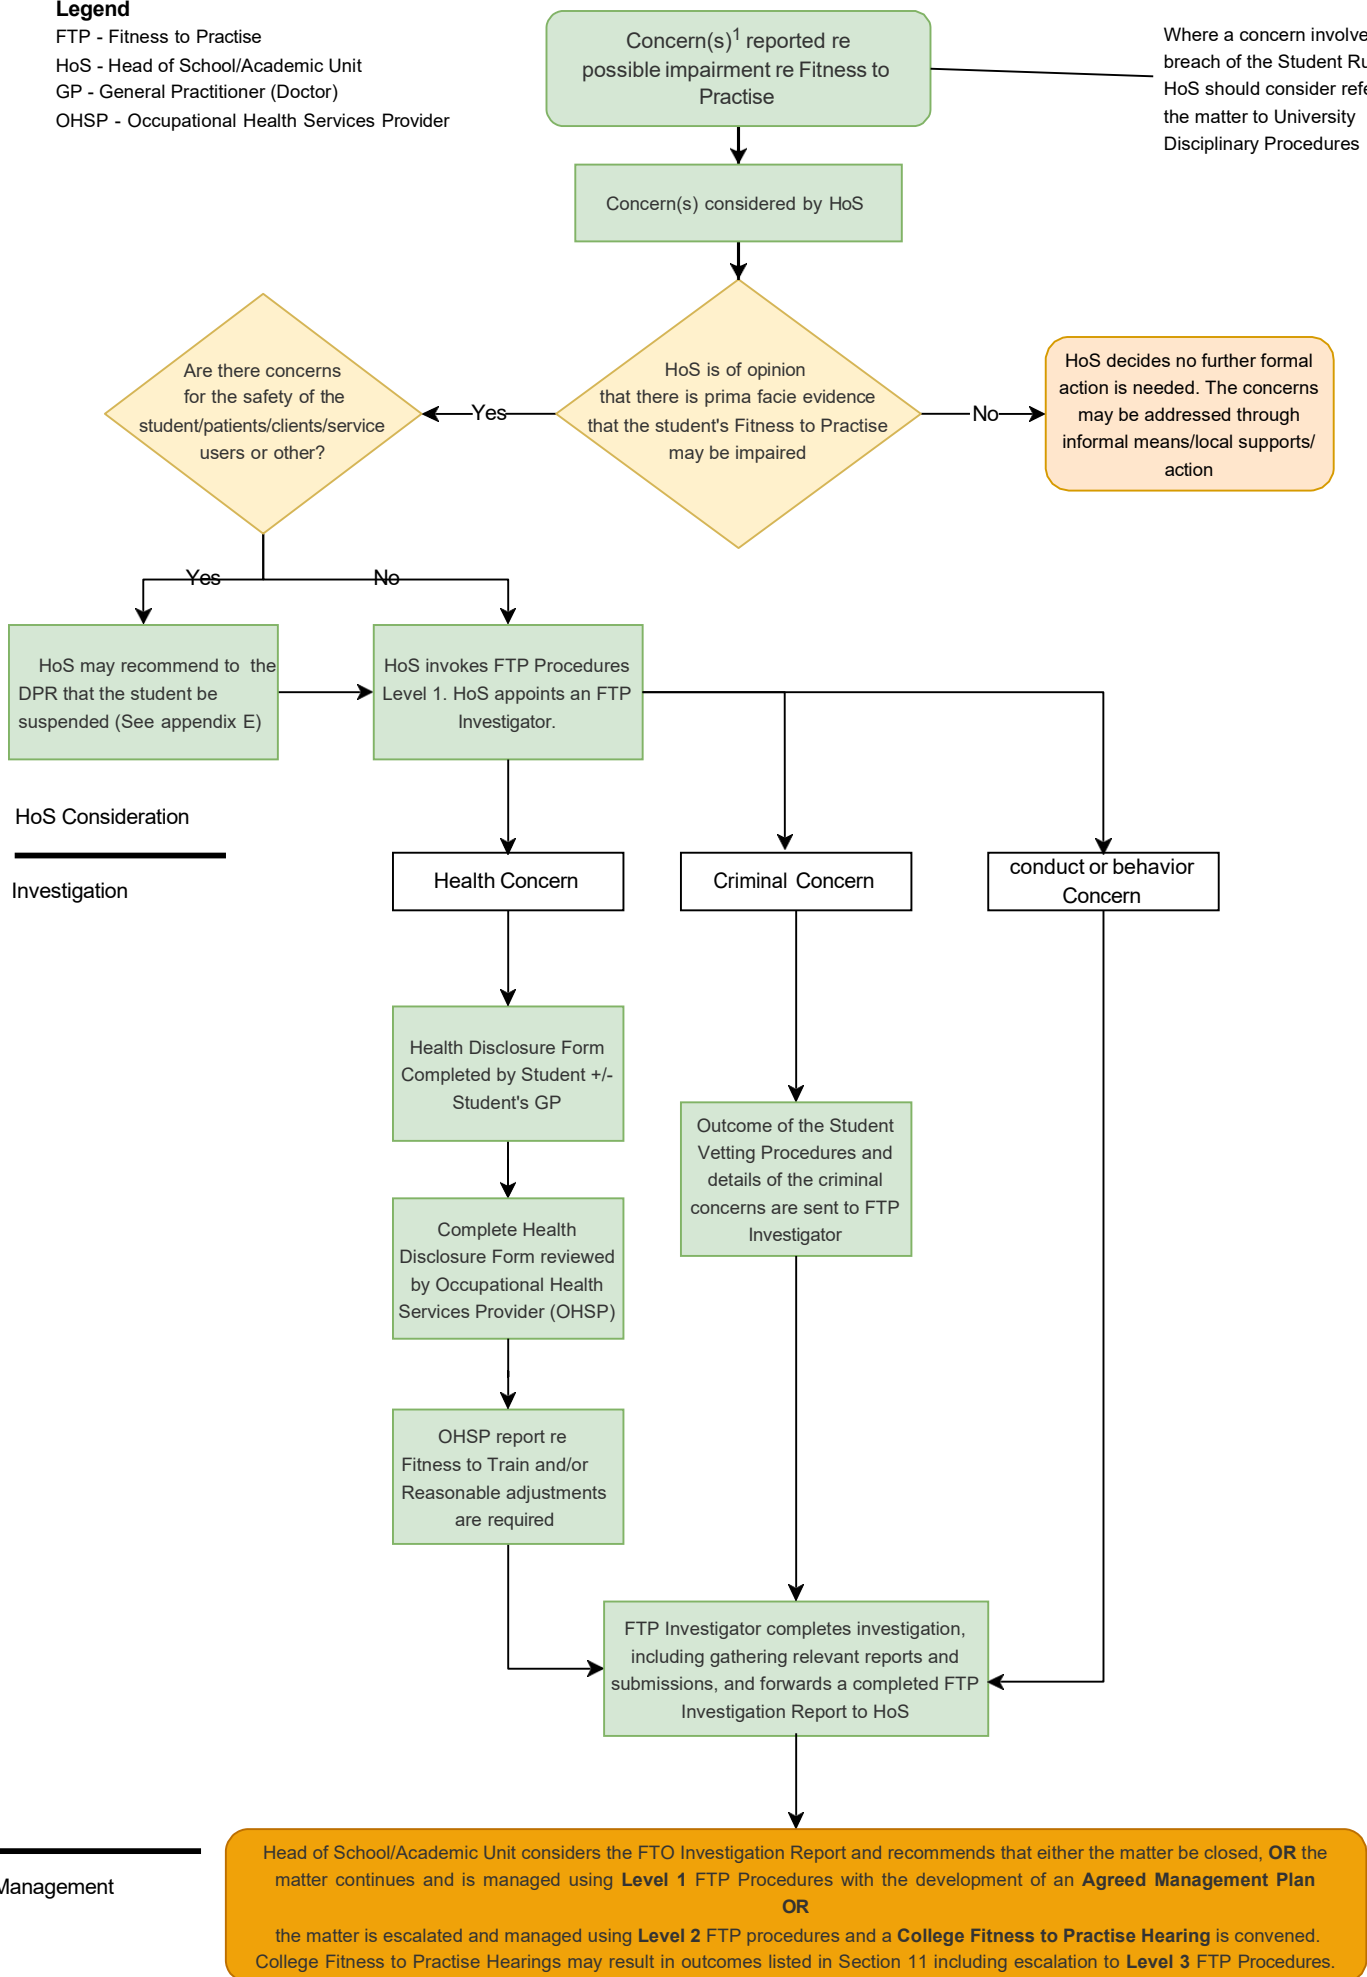 Legend
FTP - Fitness to Practise
HoS - Head of School/Academic Unit
GP - General Practitioner (Doctor)
OHSP - Occupational Health Services Provider
Concern(s)1 reported re
possible impairment re Fitness to
Practise
Where a concern
breach of the Student
HoS should consider
the matter to University
Disciplinary Procedures
Concern(s) considered by HoS
Are there concerns
for the safety of the
student/patients/clients/service
users or other?
Yes
HoS is of opinion
that there is prima facie evidence
that the student's Fitness to Practise
may be impaired
No
HoS decides no further formal
action is needed. The concerns
may be addressed through
informal means/local supports/
action
Yes
No
HoS may recommend to the
DPR that the student be
suspended (See appendix E)
HoS invokes FTP Procedures
Level 1. HoS appoints an FTP
Investigator.
HoS Consideration
Investigation
Health Concern
Criminal Concern
conduct or behavior
Concern
Health Disclosure Form
Completed by Student +/-
Student's GP
Outcome of the Student
Vetting Procedures and
details of the criminal
concerns are sent to FTP
Investigator
Complete Health
Disclosure Form reviewed
by Occupational Health
Services Provider (OHSP)
OHSP report re
Fitness to Train and/or
Reasonable adjustments
are required
FTP Investigator completes investigation,
including gathering relevant reports and
submissions, and forwards a completed FTP
Investigation Report to HoS
Management
Head of School/Academic Unit considers the FTO Investigation Report and recommends that either the matter be closed, OR the
matter continues and is managed using Level 1 FTP Procedures with the development of an Agreed Management Plan
OR
the matter is escalated and managed using Level 2 FTP procedures and a College Fitness to Practise Hearing is convened.
College Fitness to Practise Hearings may result in outcomes listed in Section 11 including escalation to Level 3 FTP Procedures.